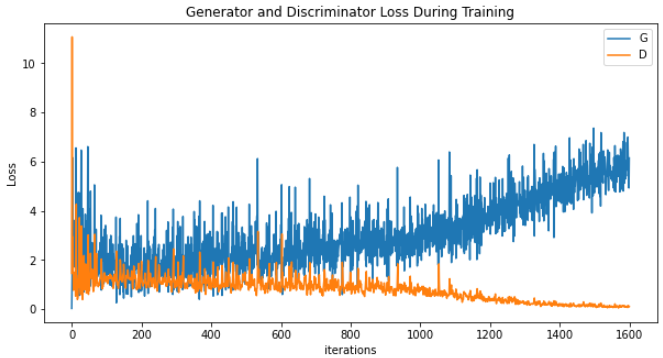 Generator and Discriminator Loss During Training
G
D
Loss
10
8
6
4
2
0
0 200 400 600 800 1000 1200 1400 1600
iterations